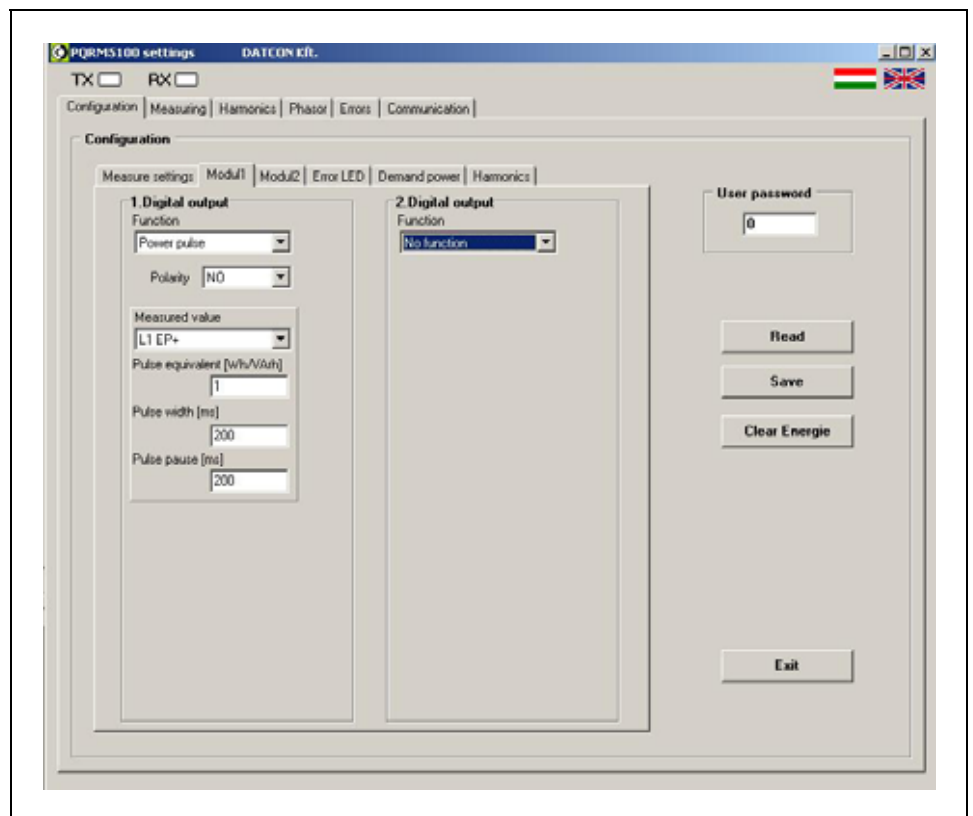 PQRM5100 settings DATCON Kft.
TX RX
Configuration Measuring Harmonics Phasor Errors Communication
Configuration
Measure settings Modul1 Modul2 Error LED Demand power Harmonics
1.Digital output
Function
Power pulse
Polarity NO
Measured value
L1 EP+
Pulse equivalent [Wh/VArh]
1
Pulse width [ms]
200
Pulse pause [ms]
200
2.Digital output
Function
No function
User password
0
Read
Save
Clear Energie
Exit